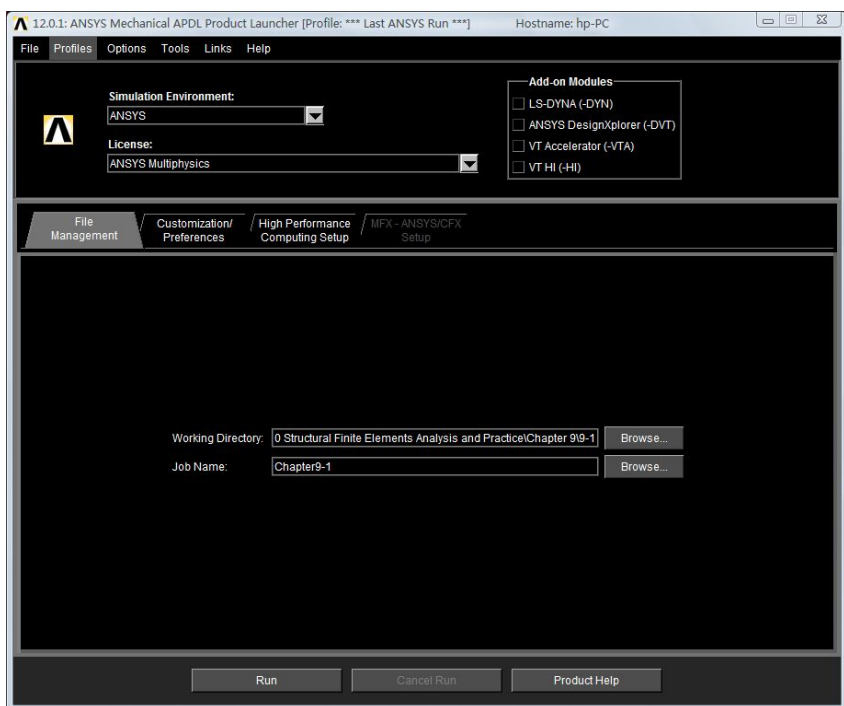 12.0.1: ANSYS Mechanical APDL Product Launcher [Profile: *** Last ANSYS Run ***] Hostname: hp-PC
File Profiles Options Tools Links Help
Simulation Environment:
ANSYS
License:
ANSYS Multiphysics
Add-on Modules
LS-DYNA (-DYN)
ANSYS DesignXplorer (-DVT)
VT Accelerator (-VTA)
VT HI (-HI)
File
Management
Customization/
Preferences
High Performance
Computing Setup
MFX - ANSYS/CFX
Setup
Working Directory: 0 Structural Finite Elements Analysis and Practice\Chapter 9\9-1 Browse...
Job Name: Chapter9-1 Browse...
Run Cancel Run Product Help